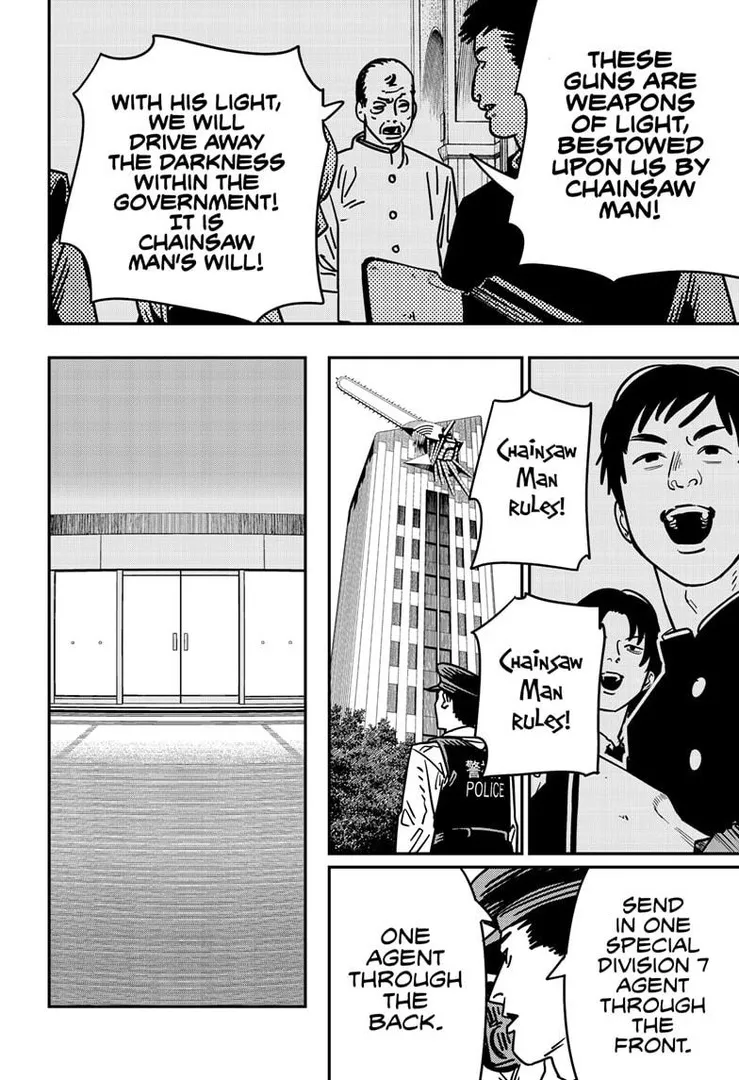 THESE
GUNS ARE
WEAPONS
OF LIGHT,
BESTOWED
UPON US BY
CHAINSAW
MAN!
WITH HIS LIGHT,
WE WILL
DRIVE AWAY
THE DARKNESS
WITHIN THE
GOVERNMENT!
IT IS
CHAINSAW
MAN'S WILL!
CHAINSAW
MAN
RULES!
CHAINSAW
MAN
RULES!
警
POLICE
SEND
IN ONE
SPECIAL
DIVISION 7
AGENT
THROUGH
THE
FRONT.
ONE
AGENT
THROUGH
THE
BACK.